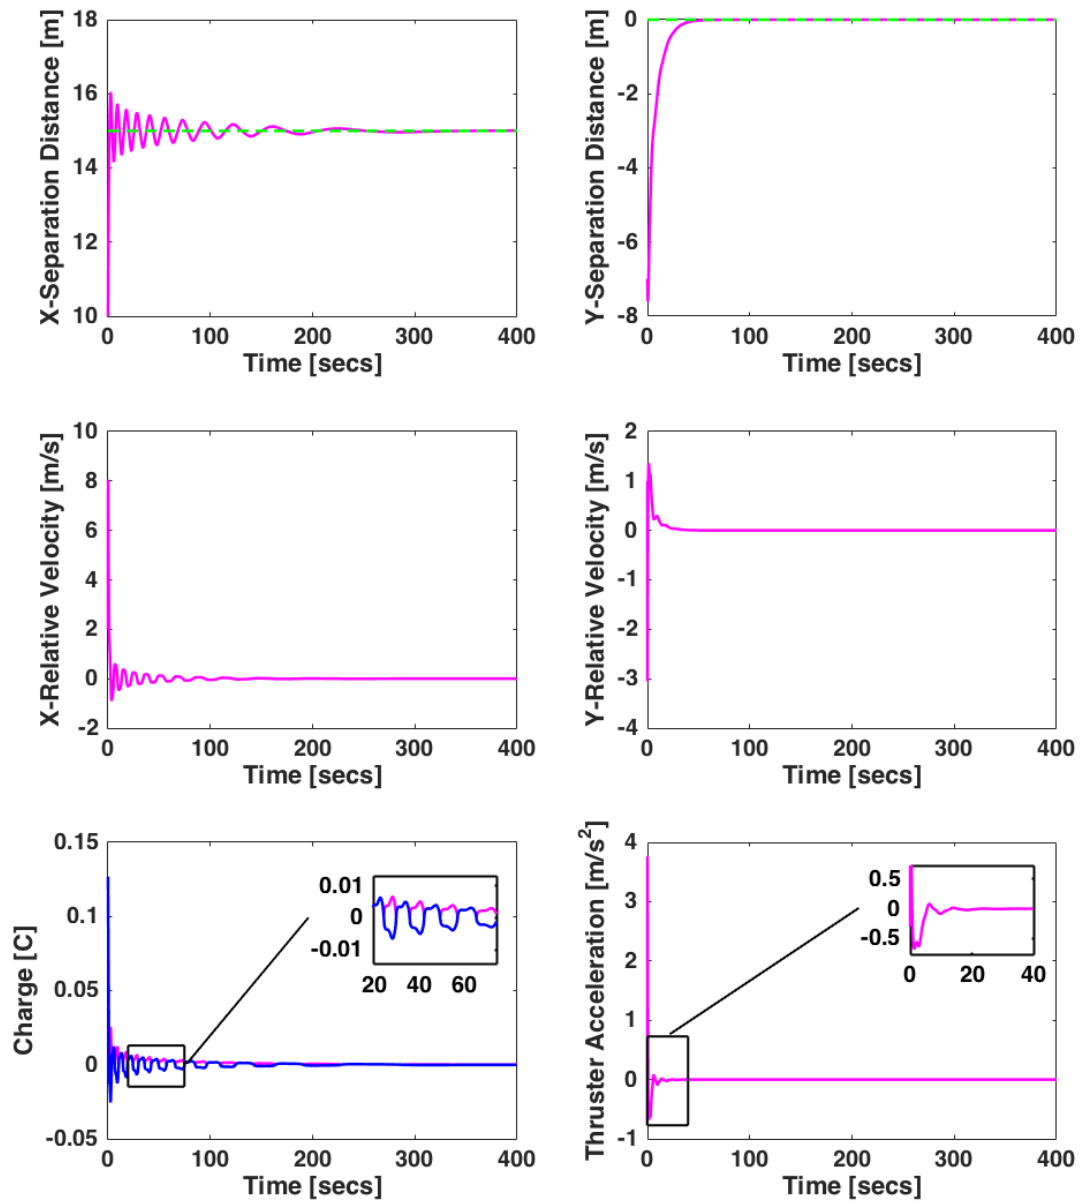 X-Separation Distance [m]
18
16
14
12
10
0 100 200 300 400
Time [secs]
Y-Separation Distance [m]
0
-2
-4
-6
-8
0 100 200 300 400
Time [secs]
X-Relative Velocity [m/s]
10
8
6
4
2
0
-2
0 100 200 300 400
Time [secs]
Y-Relative Velocity [m/s]
2
1
0
-1
-2
-3
-4
0 100 200 300 400
Time [secs]
Charge [C]
0.15
0.1
0.05
0
-0.05
0 100 200 300 400
Time [secs]
0.01
0
-0.01
20 40 60
Thruster Acceleration [m/s²]
4
3
2
1
0
-1
0 100 200 300 400
Time [secs]
0.5
0
-0.5
0 20 40